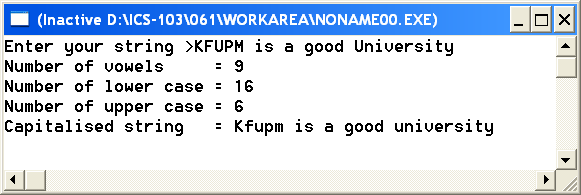 (Inactive D:\ICS-103\061\WORKAREA\NONAME00.EXE)
Enter your string >KFUPM is a good University
Number of vowels     = 9
Number of lower case = 16
Number of upper case = 6
Capitalised string   = Kfupm is a good university